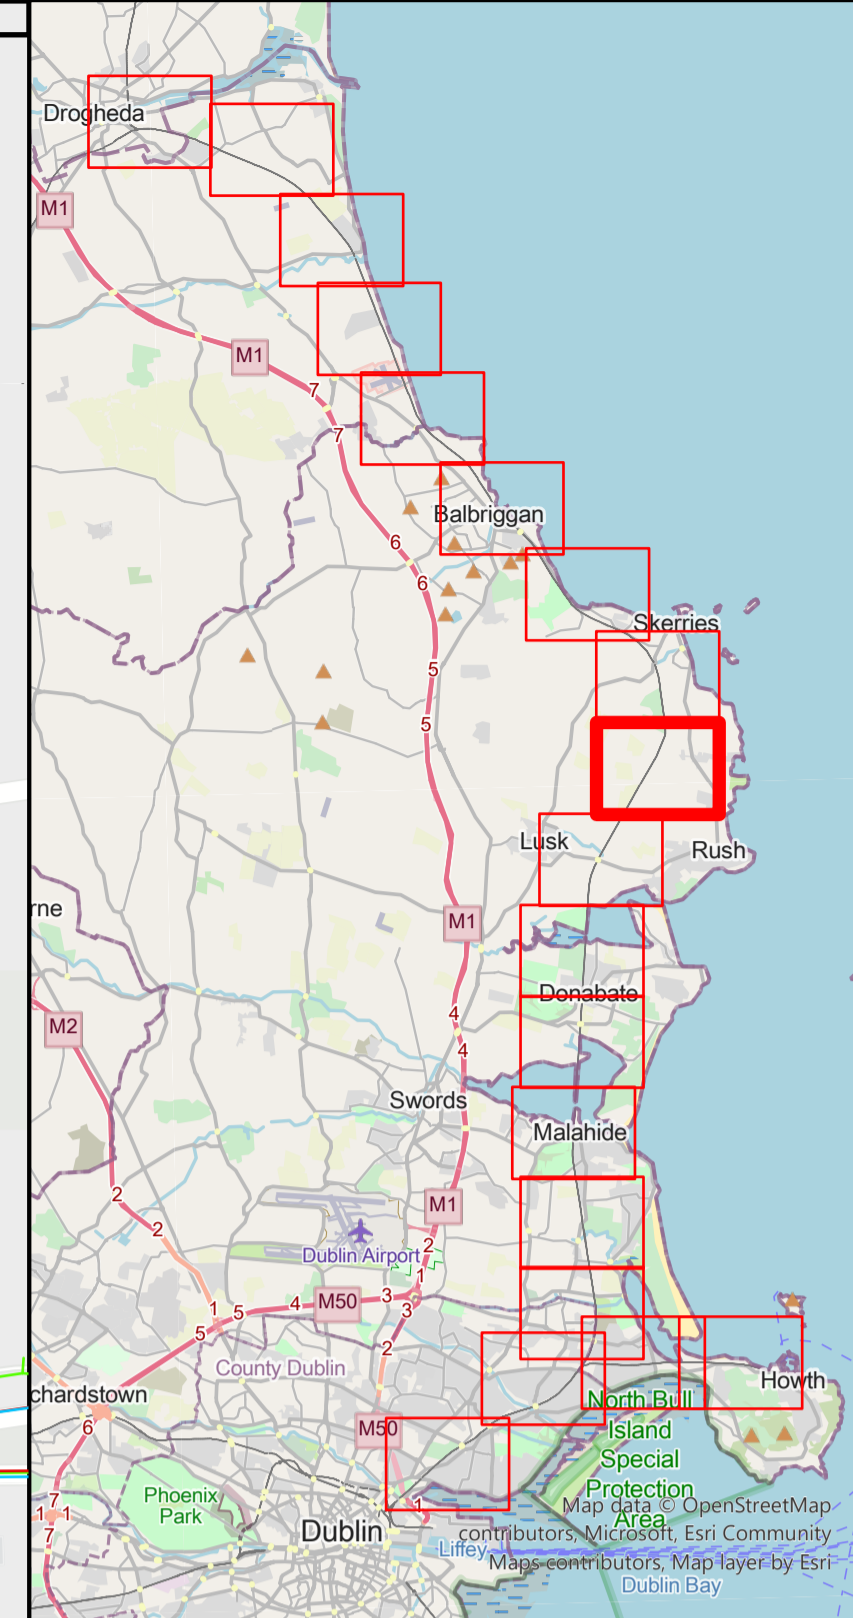 Drogheda
M1
M1
7
7
Balbriggan
6
6
Skerries
5
5
Lusk
Rush
rne
M1
Donabate
M2
4
4
Swords
Malahide
2
M1
2
Dublin Airport
2
1
M50
3
4
5
1
3
5
2
County Dublin
chardstown
Howth
6
M50
North Bull
Island
Special
Protection
Area
Phoenix
Park
7
1 1
7
1
Dublin
Map data © OpenStreetMap
contributors, Microsoft, Esri Community
Maps contributors, Map layer by Esri
Liffey
Dublin Bay